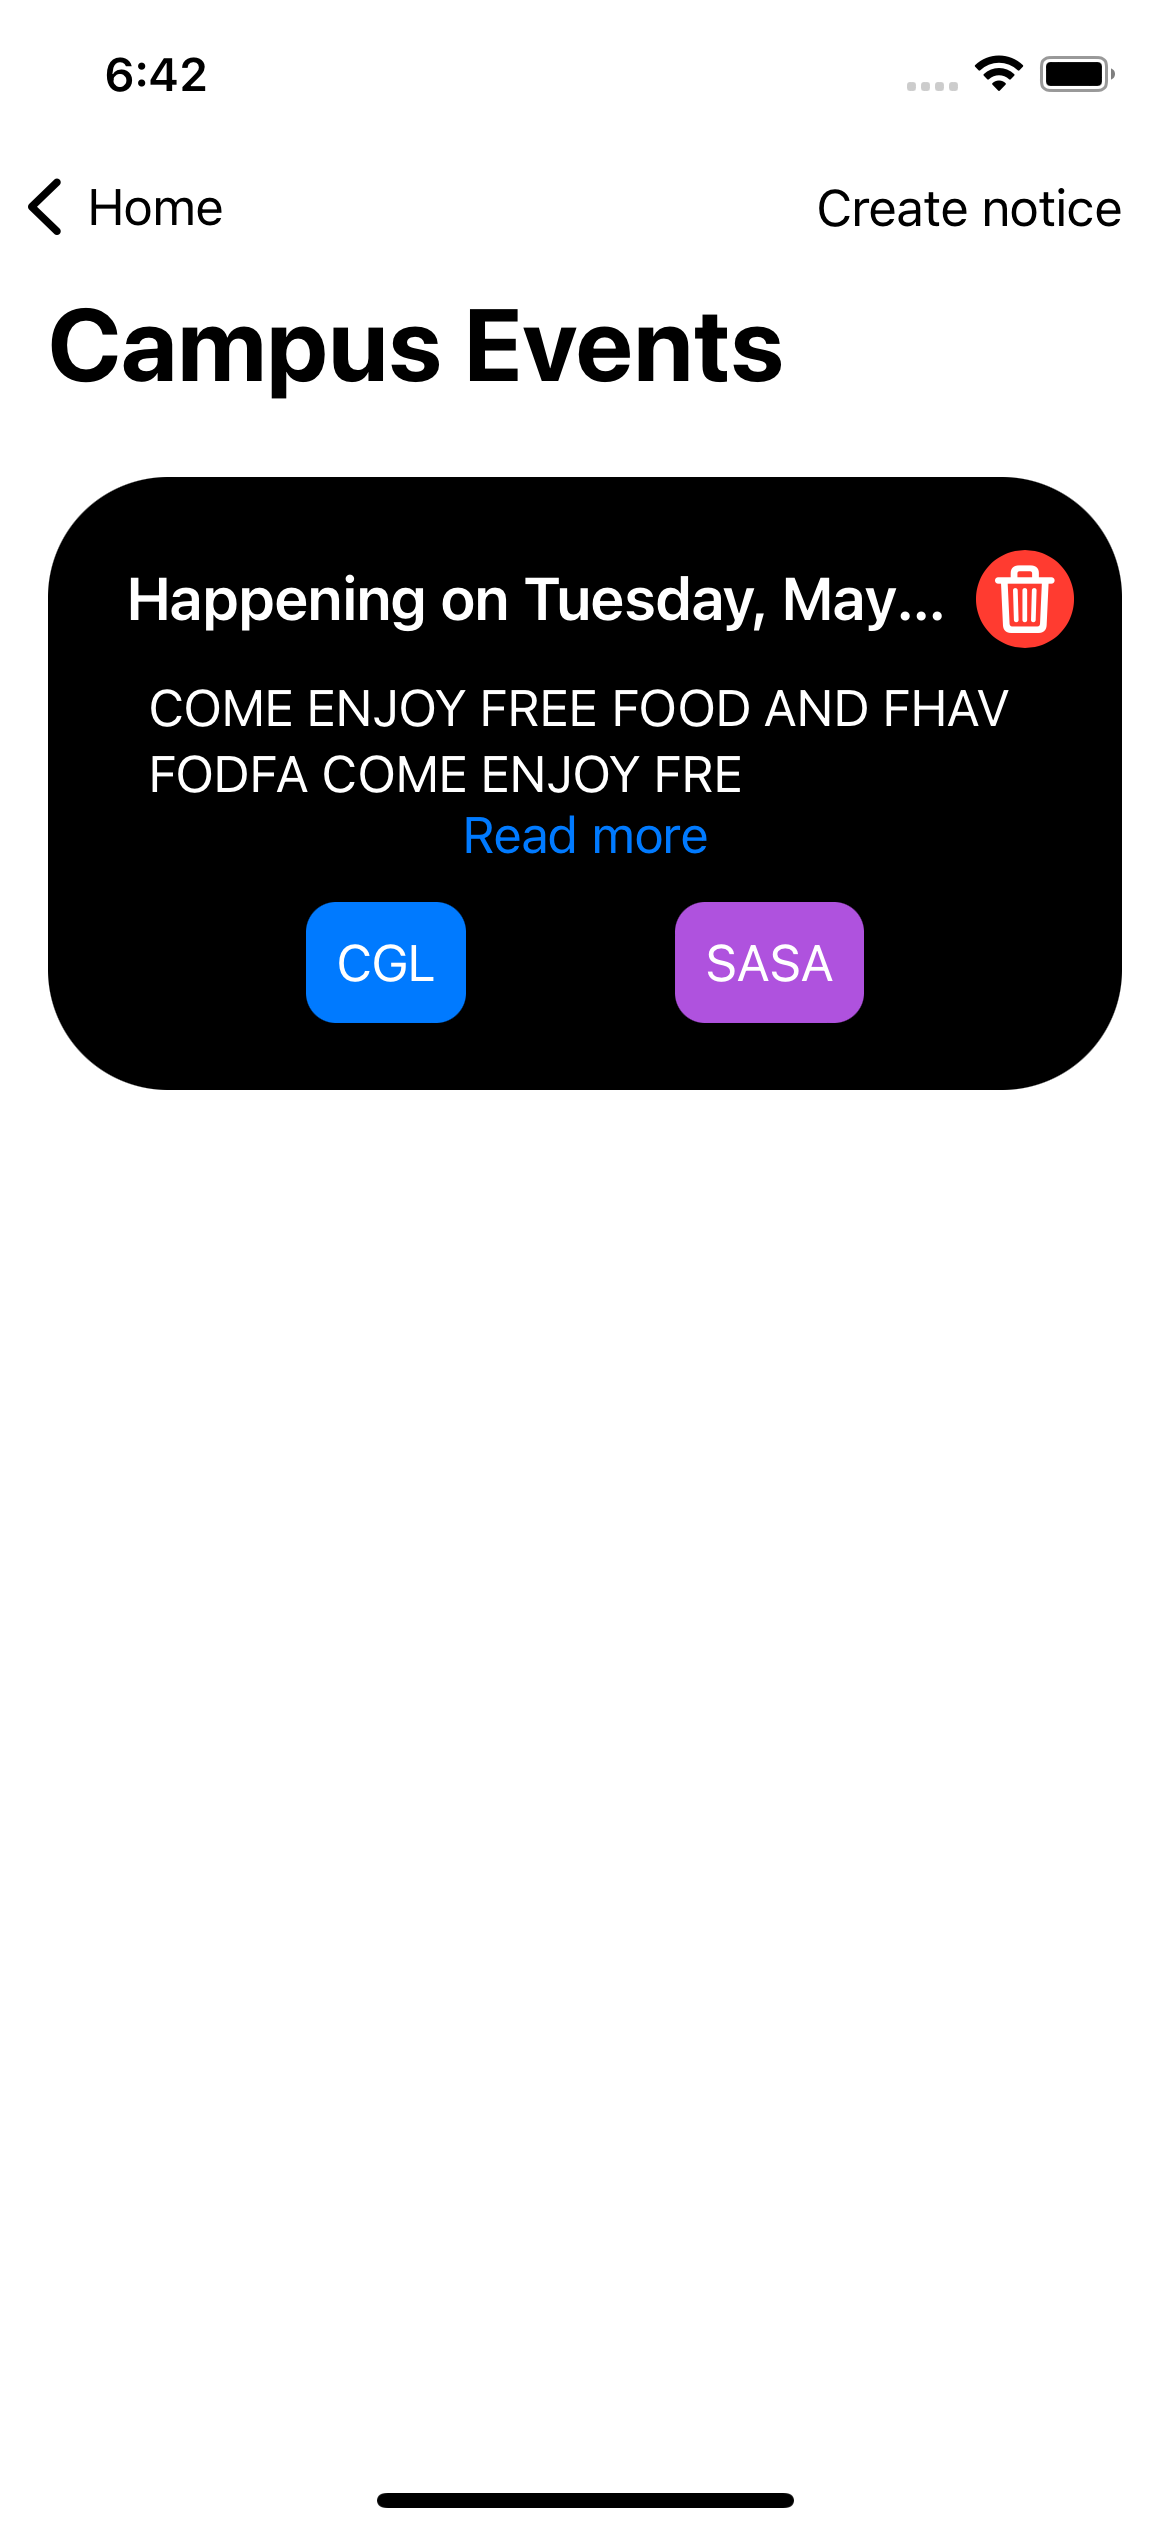 6:42
Home
Create notice
Campus Events
Happening on Tuesday, May...
COME ENJOY FREE FOOD AND FHAV
FODFA COME ENJOY FRE
Read more
CGL
SASA